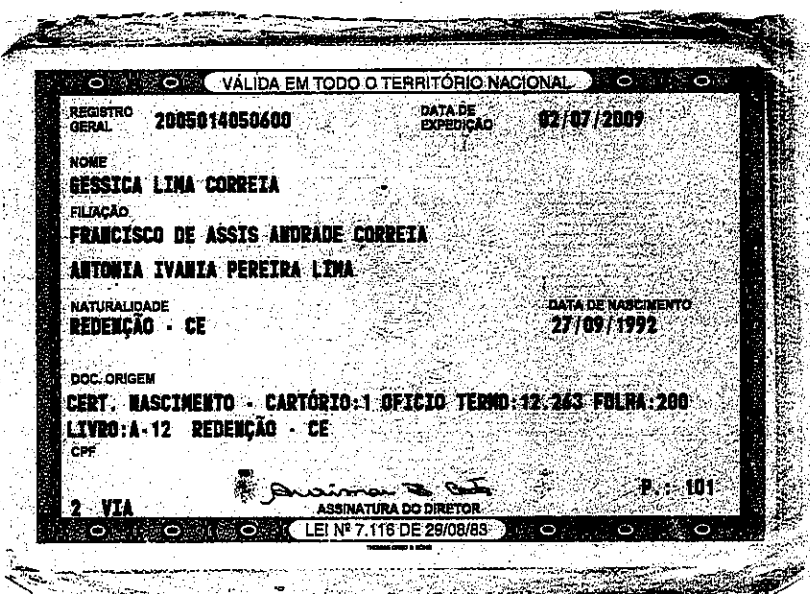 VÁLIDA EM TODO O TERRITÓRIO NACIONAL
REGISTRO GERAL 2005014050600 DATA DE EXPEDIÇÃO 02/07/2009
NOME
GESSICA LIMA CORREIA
FILIAÇÃO
FRANCISCO DE ASSIS ANDRADE CORREIA
ANTONIA IVANIA PEREIRA LIMA
NATURALIDADE DATA DE NASCIMENTO
REDENÇÃO - CE 27/09/1992
DOC. ORIGEM
CERT. NASCIMENTO - CARTÓRIO:1 OFICIO TERMO:12.263 FOLHA:200
LIVRO:A-12 REDENÇÃO - CE
CPF
2 VIA P.: 101
ASSINATURA DO DIRETOR
LEI Nº 7.116 DE 29/08/83